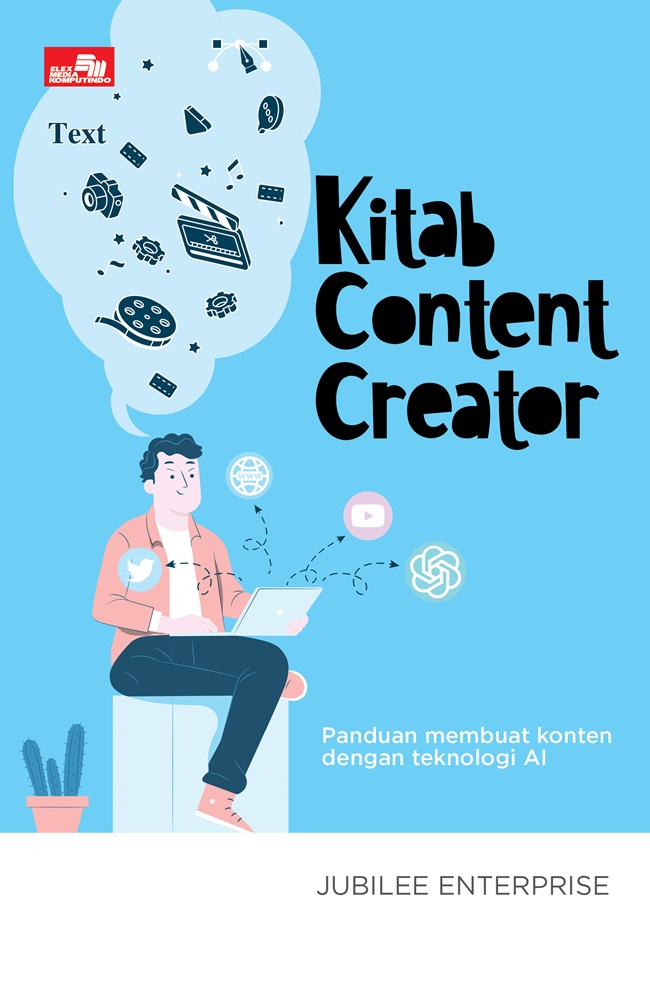 ELEX
MEDIA
KOMPUTINDO
Text
Kitab
Content
Creator
www
Panduan membuat konten
dengan teknologi AI
JUBILEE ENTERPRISE